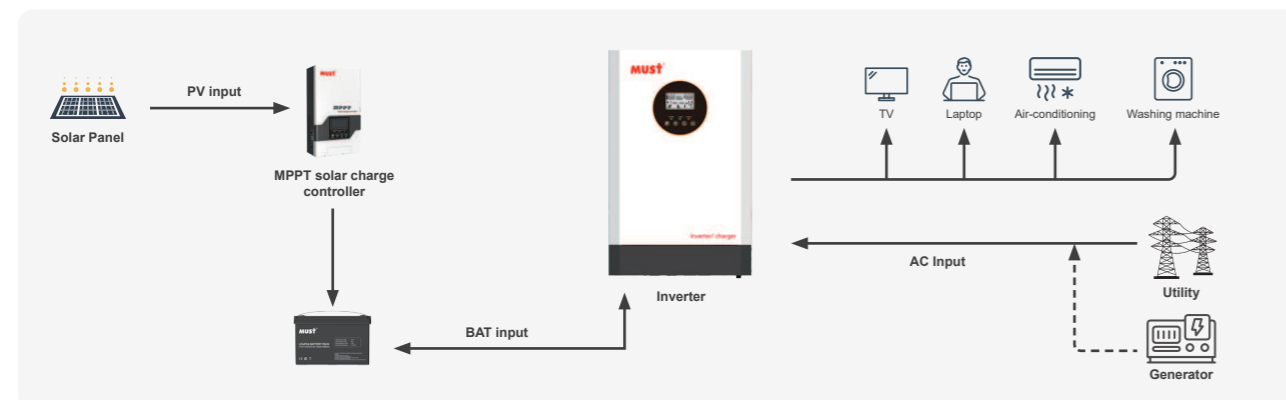 Solar Panel
PV input
MUST
MPPT
MPPT solar charge
controller
MUST
BAT input
MUST
Inverter/ charger
Inverter
TV
Laptop
Air-conditioning
Washing machine
AC Input
Utility
Generator